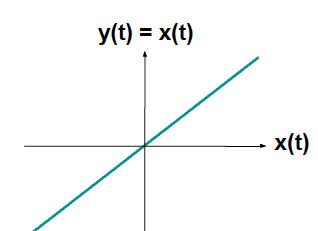 y(t) = x(t)
x(t)